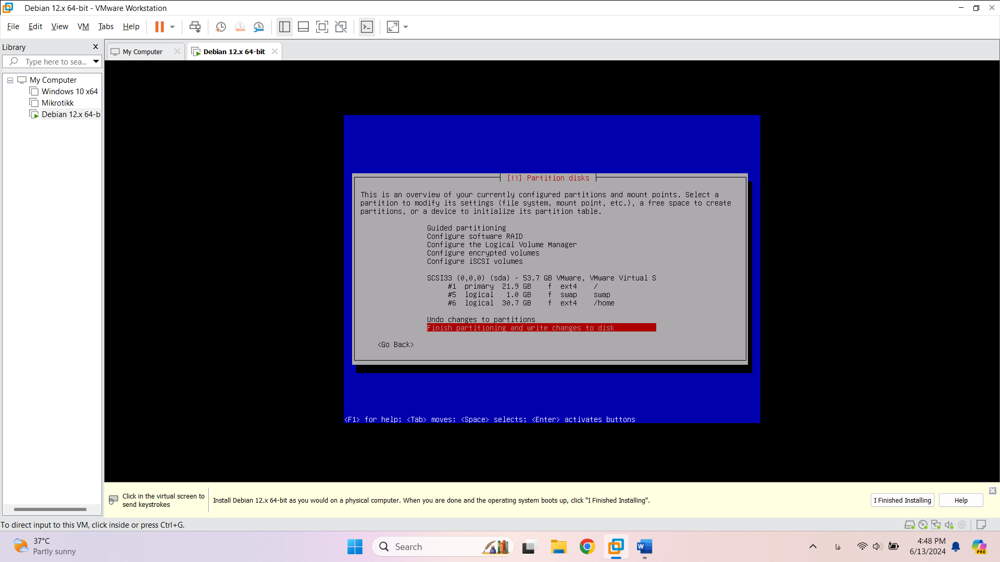 Debian 12.x 64-bit - VMware Workstation
File Edit View VM Tabs Help
Library
My Computer
Debian 12.x 64-bit
Type here to sea...
My Computer
Windows 10 x64
Mikrotikk
Debian 12.x 64-b
[!!] Partition disks
This is an overview of your currently configured partitions and mount points. Select a
partition to modify its settings (file system, mount point, etc.), a free space to create
partitions, or a device to initialize its partition table.
Guided partitioning
Configure software RAID
Configure the Logical Volume Manager
Configure encrypted volumes
Configure iSCSI volumes
SCSI33 (0,0,0) (sda) - 53.7 GB VMware, VMware Virtual S
#1 primary 21.9 GB f ext4 /
#5 logical 1.0 GB f swap swap
#6 logical 30.7 GB f ext4 /home
Undo changes to partitions
Finish partitioning and write changes to disk
<Go Back>
<F1> for help; <Tab> moves; <Space> selects; <Enter> activates buttons
Click in the virtual screen to
send keystrokes
Install Debian 12.x 64-bit as you would on a physical computer. When you are done and the operating system boots up, click "I Finished Installing".
I Finished Installing
Help
To direct input to this VM, click inside or press Ctrl+G.
37°C
Partly sunny
Search
W
فا
4:48 PM
6/13/2024
PRE